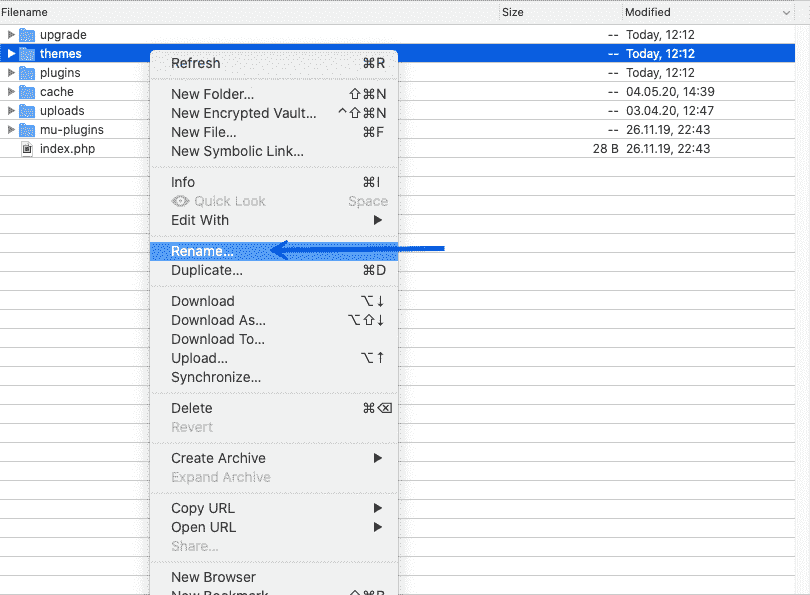 Filename Size Modified
upgrade -- Today, 12:12
themes -- Today, 12:12
plugins -- Today, 12:12
cache -- 04.05.20, 14:39
uploads -- 03.04.20, 12:47
mu-plugins -- 26.11.19, 22:43
index.php 28 B 26.11.19, 22:43
Refresh ⌘R
New Folder... ⇧⌘N
New Encrypted Vault... ^⇧⌘N
New File... ⌘F
New Symbolic Link...
Info ⌘I
Quick Look Space
Edit With ▶
Rename...
Duplicate... ⌘D
Download ⌥↓
Download As... ⌥⇧↓
Download To...
Upload... ⌥↑
Synchronize...
Delete ⌘⌫
Revert
Create Archive ▶
Expand Archive
Copy URL ▶
Open URL ▶
Share...
New Browser
New Bookmark ⇧⌘B